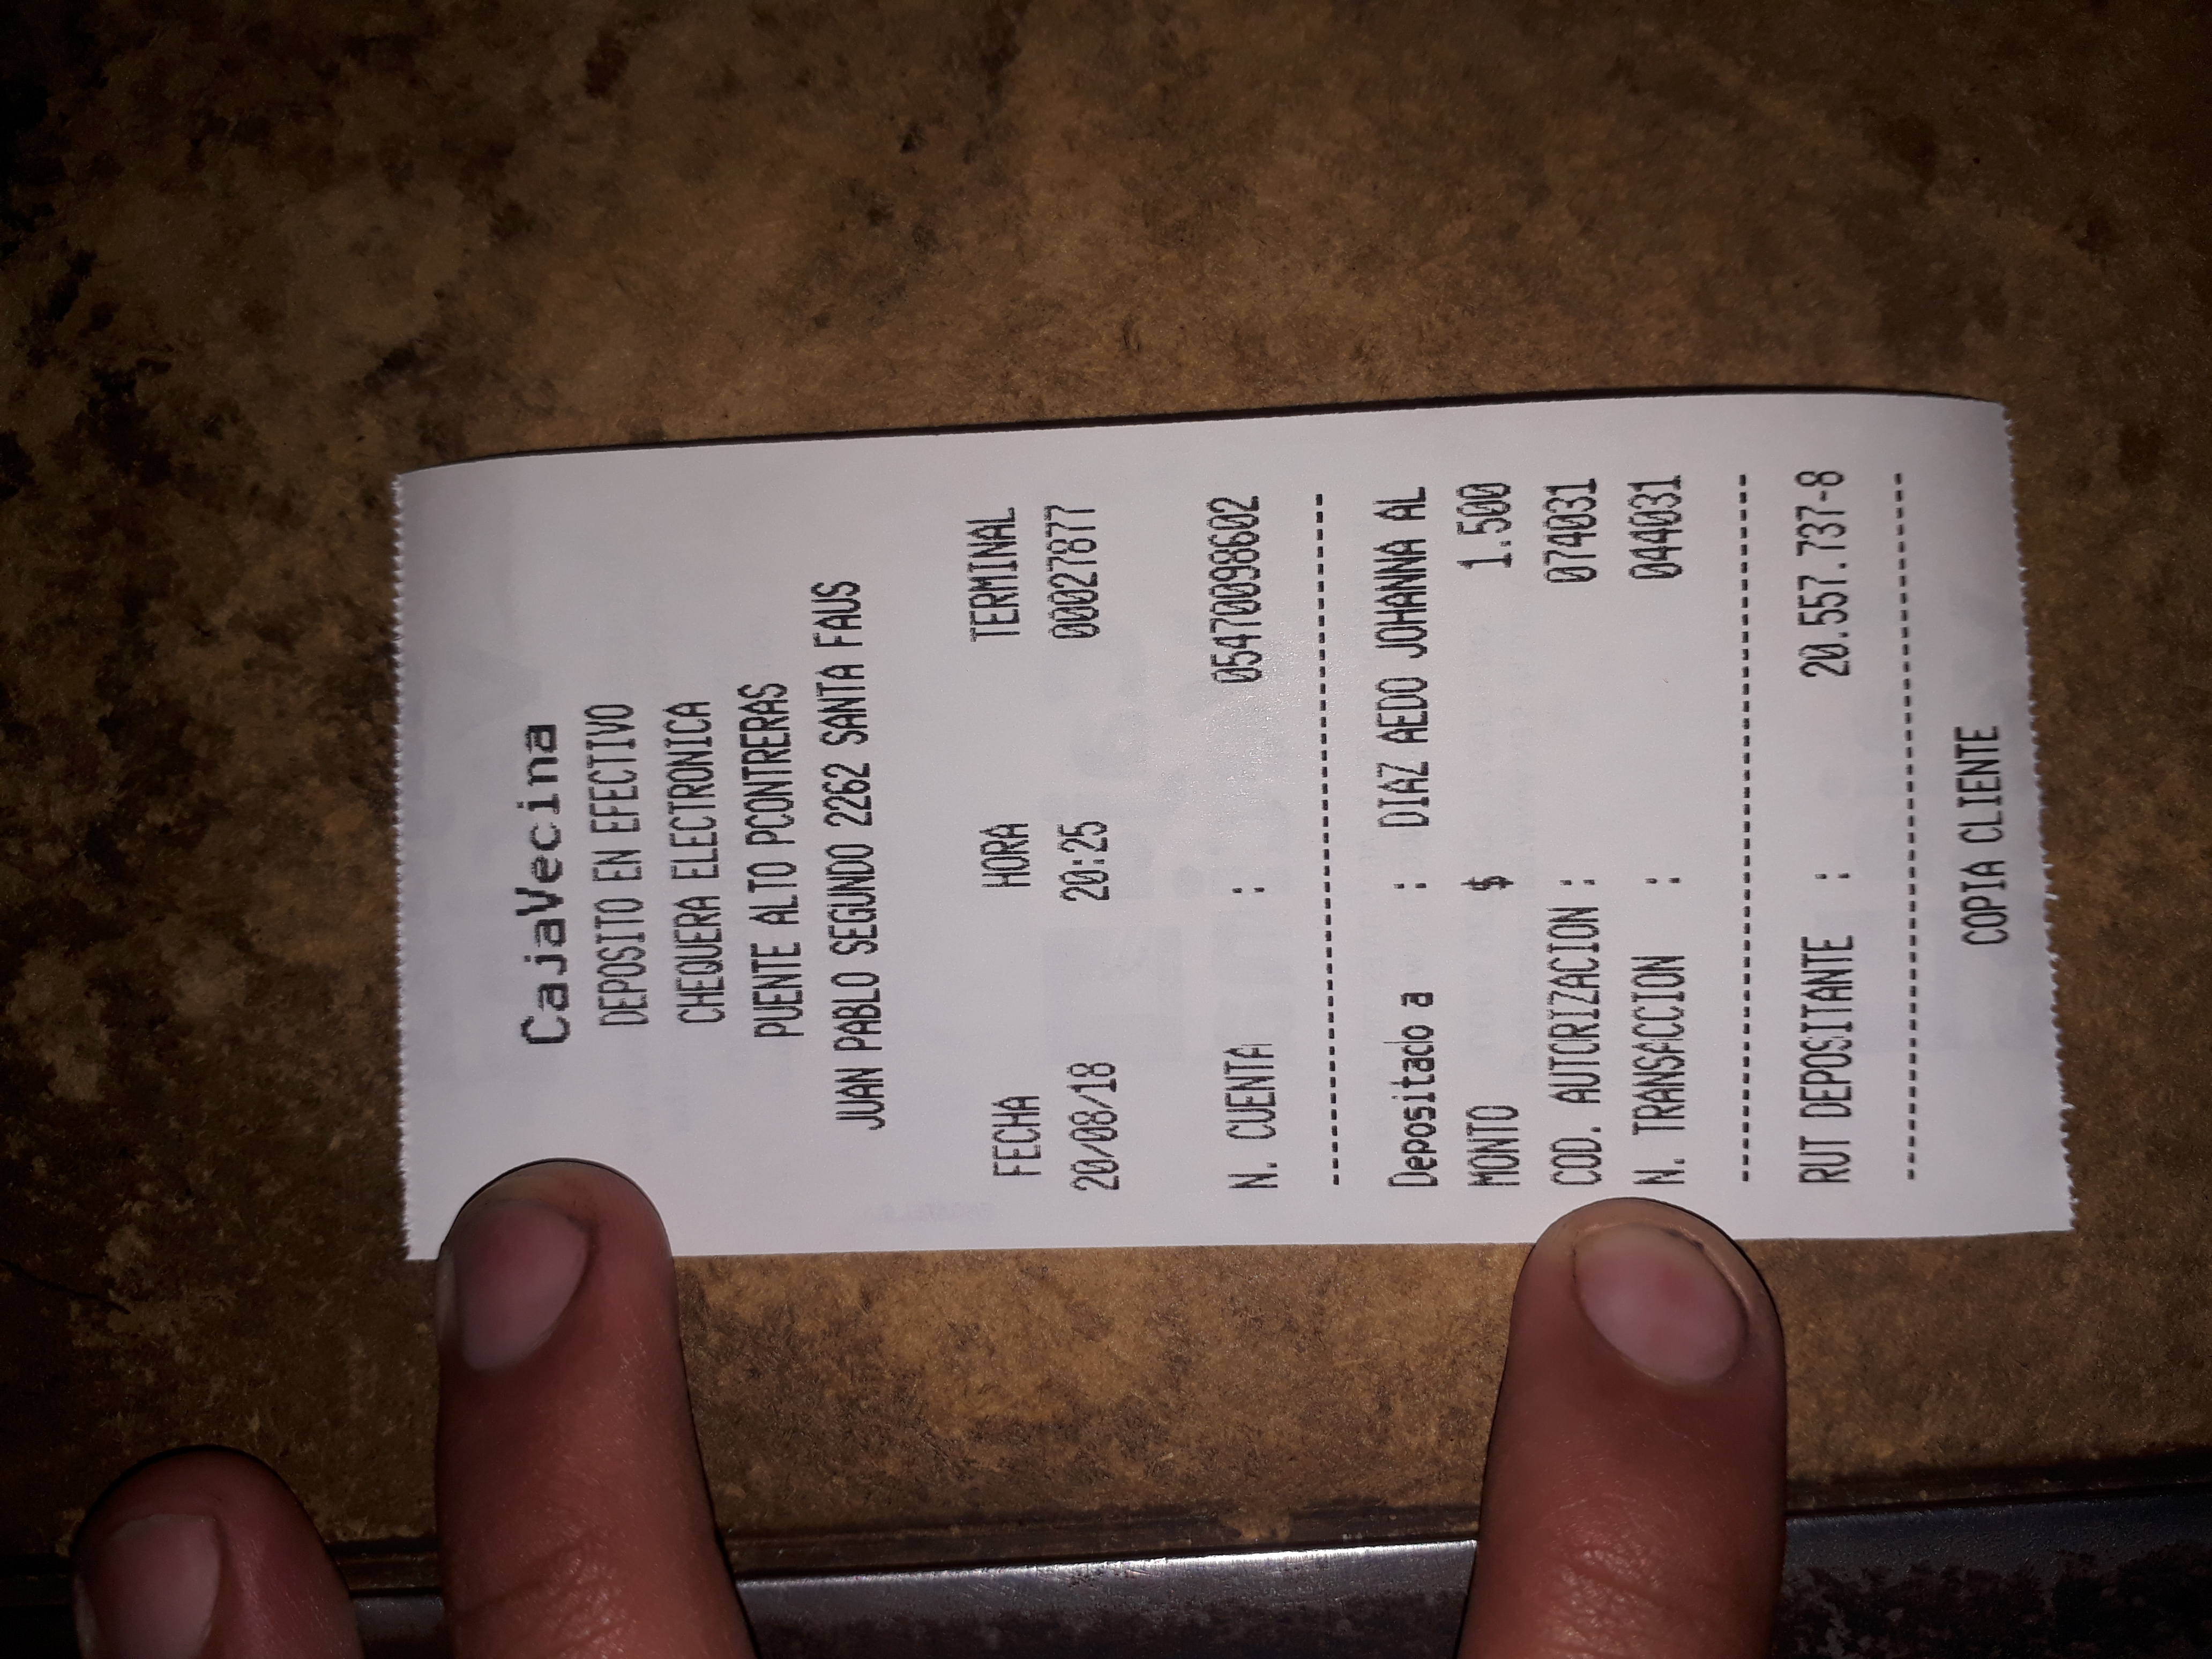 CajaVecina
DEPOSITO EN EFECTIVO
CHEQUERA ELECTRONICA
PUENTE ALTO PCONTRERAS
JUAN PABLO SEGUNDO 2262 SANTA FAUS
FECHA HORA TERMINAL
20/08/18 20:25 00027877
N. CUENTA : 05470098602
----------------------------------------
Depositado a : DIAZ AEDO JOHANNA AL
MONTO $ 1.500
COD. AUTORIZACION : 074031
N. TRANSACCION : 044031
----------------------------------------
RUT DEPOSITANTE : 20.557.737-8
----------------------------------------
COPIA CLIENTE